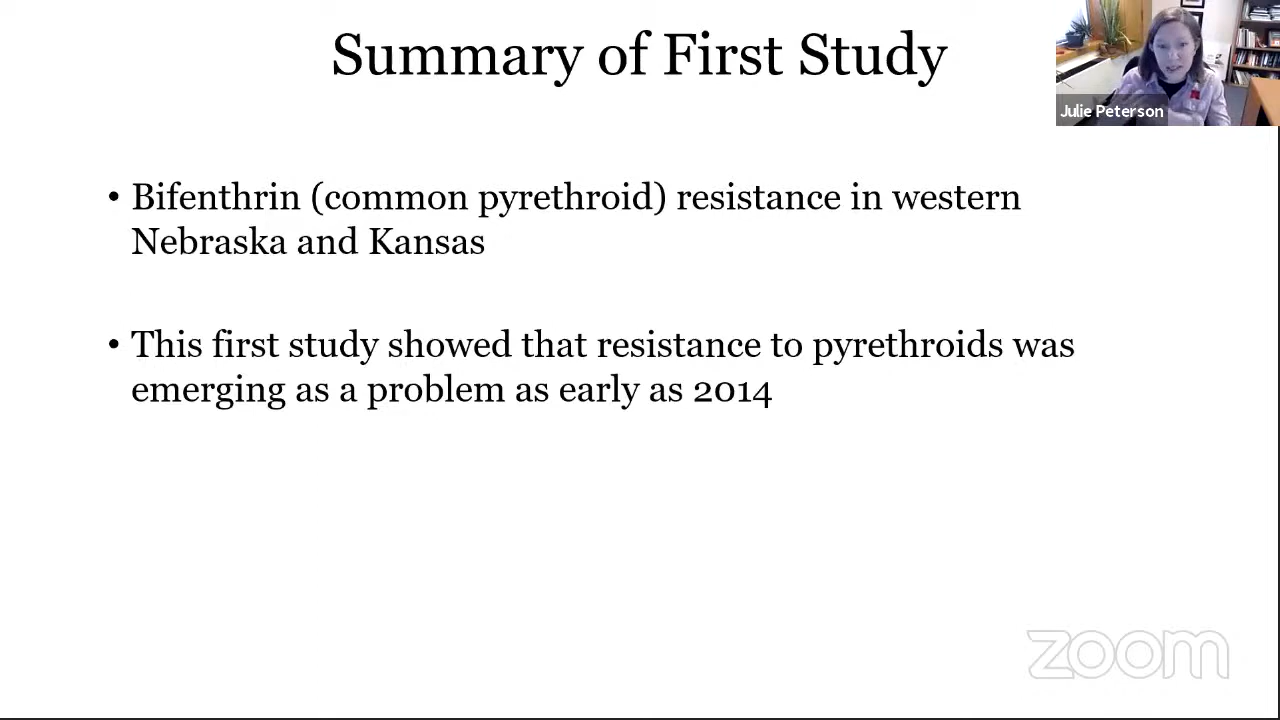 Summary of First Study
Julie Peterson
• Bifenthrin (common pyrethroid) resistance in western
Nebraska and Kansas
• This first study showed that resistance to pyrethroids was
emerging as a problem as early as 2014
zoom